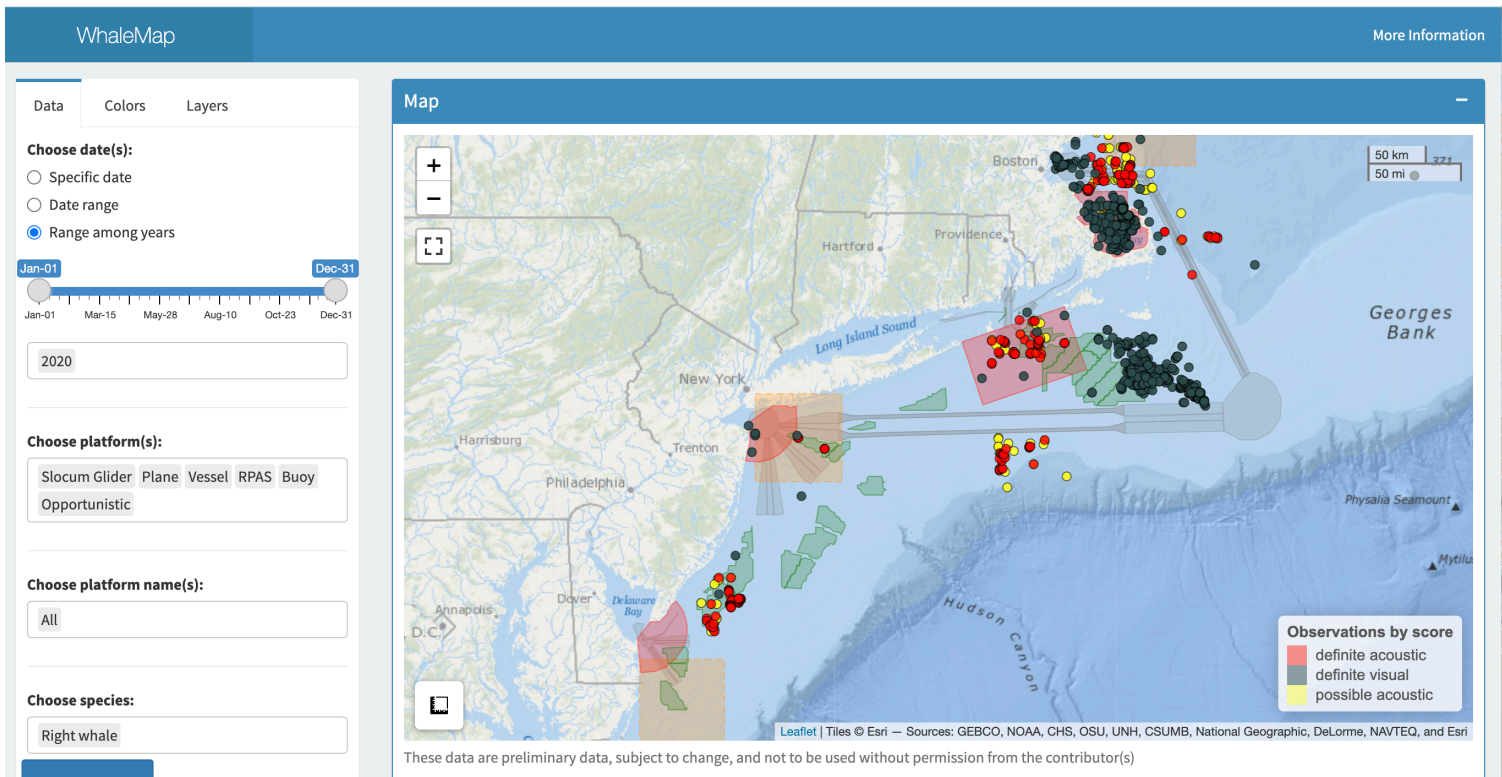 WhaleMap
More Information
Data
Colors
Layers
Choose date(s):
Specific date
Date range
Range among years
Jan-01
Dec-31
Jan-01
Mar-15
May-28
Aug-10
Oct-23
Dec-31
2020
Choose platform(s):
Slocum Glider Plane Vessel RPAS Buoy
Opportunistic
Choose platform name(s):
All
Choose species:
Right whale
Map
−
+
−
50 km
50 mi
371
Boston
Providence
Hartford
Long Island Sound
New York
Harrisburg
Trenton
Philadelphia
Dover
Delaware
Bay
Annapolis
D.C.
Georges
Bank
Physalia Seamount
Mytilu
Hudson
Canyon
Observations by score
definite acoustic
definite visual
possible acoustic
Leaflet | Tiles © Esri — Sources: GEBCO, NOAA, CHS, OSU, UNH, CSUMB, National Geographic, DeLorme, NAVTEQ, and Esri
These data are preliminary data, subject to change, and not to be used without permission from the contributor(s)